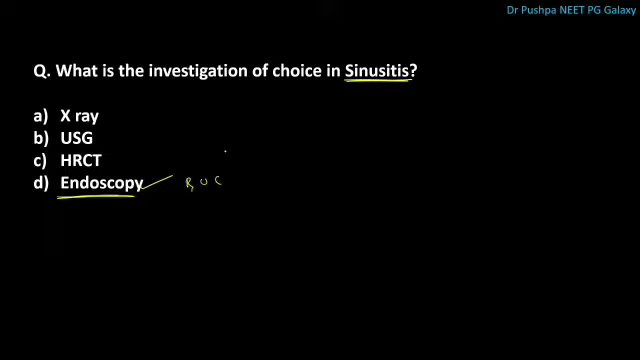 Dr Pushpa NEET PG Galaxy
Q. What is the investigation of choice in Sinusitis?
a) X ray
b) USG
c) HRCT
d) Endoscopy